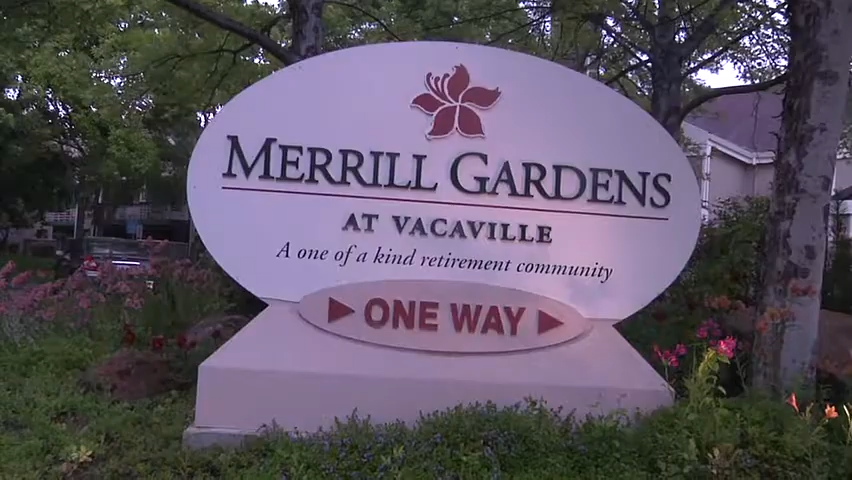 MERRILL GARDENS
AT VACAVILLE
A one of a kind retirement community
ONE WAY